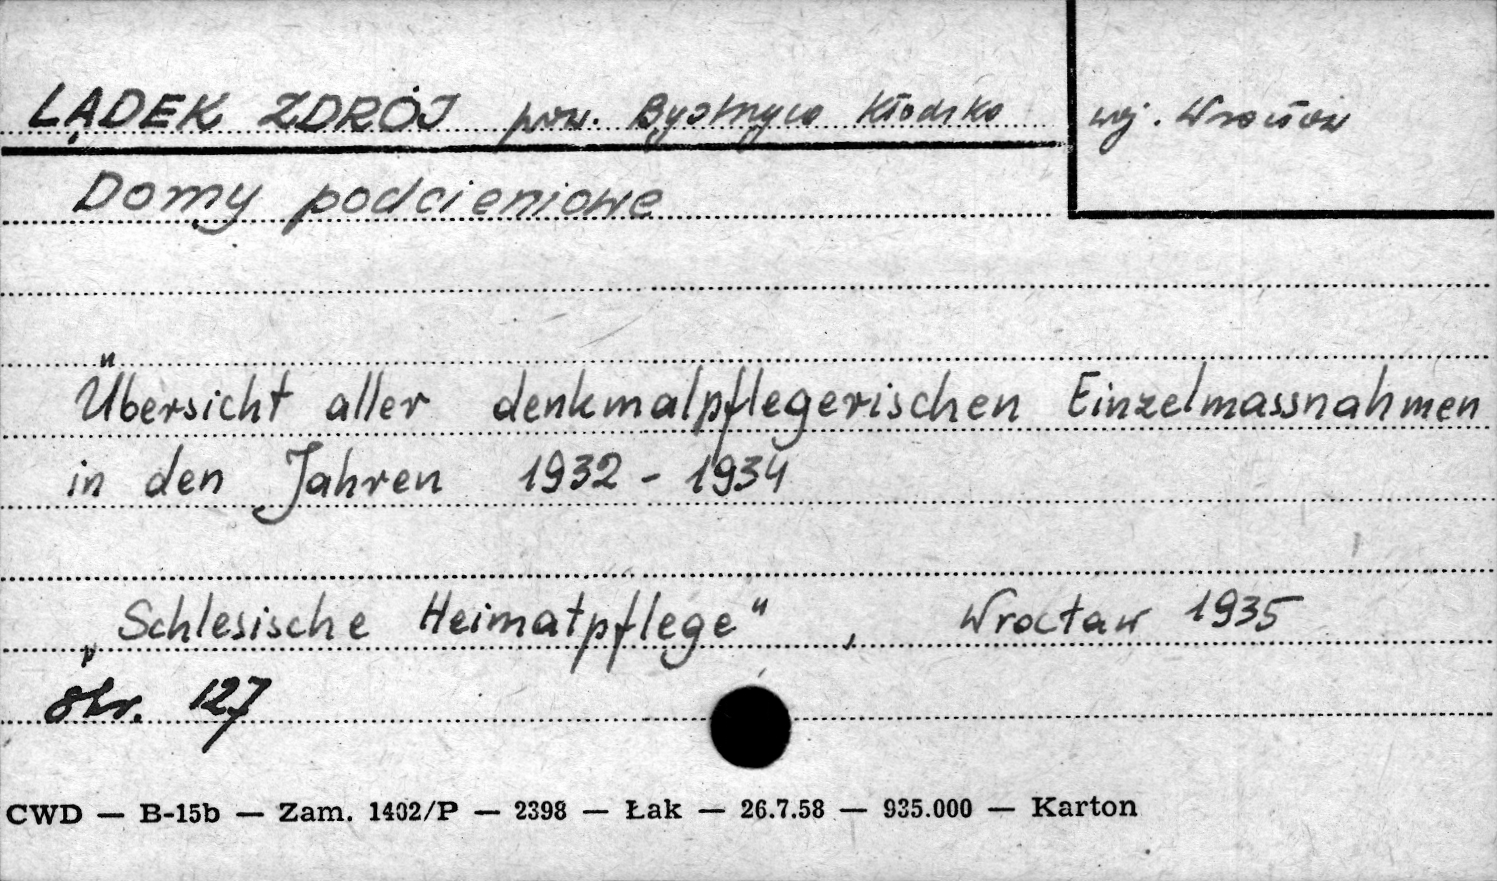 LĄDEK ZDRÓJ pow. Bystrzyca Kłodzka woj. Wrocław
Domy podcieniowe
Übersicht aller denkmalpflegerischen Einzelmassnahmen
in den Jahren 1932 - 1934
„Schlesische Heimatpflege", Wrocław 1935
str. 127
CWD — B-15b — Zam. 1402/P — 2398 — Łak — 26.7.58 — 935.000 — Karton